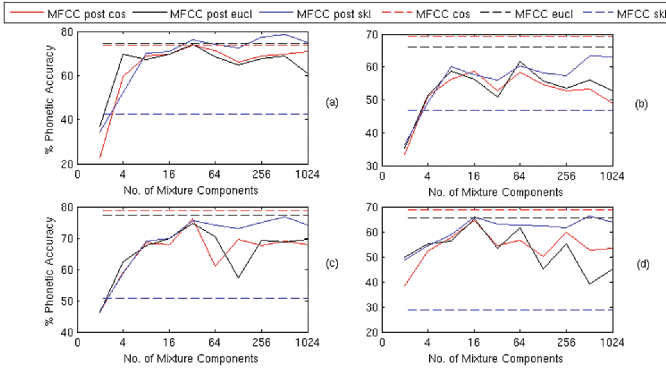 MFCC post cos MFCC post eucl MFCC post skl MFCC cos MFCC eucl MFCC skl
80
60
40
20
% Phonetic Accuracy
0 4 16 64 256 1024
No. of Mixture Components
(a)
70
60
50
40
30
% Phonetic Accuracy
0 4 16 64 256 1024
No. of Mixture Components
(b)
80
70
60
50
40
% Phonetic Accuracy
0 4 16 64 256 1024
No. of Mixture Components
(c)
70
60
50
40
30
20
% Phonetic Accuracy
0 4 16 64 256 1024
No. of Mixture Components
(d)